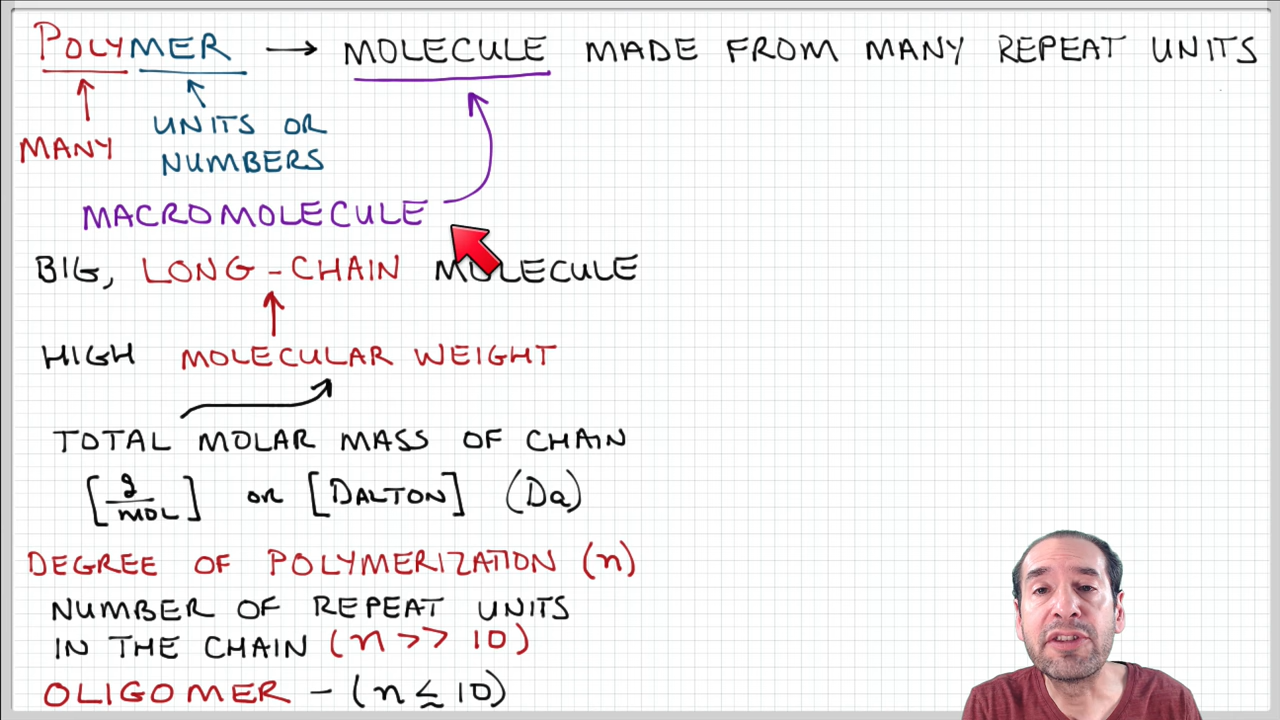 POLYMER → MOLECULE MADE FROM MANY REPEAT UNITS
MANY
UNITS OR
NUMBERS
MACROMOLECULE
BIG, LONG-CHAIN MOLECULE
HIGH MOLECULAR WEIGHT
TOTAL MOLAR MASS OF CHAIN
[g/MOL] OR [DALTON] (Da)
DEGREE OF POLYMERIZATION (n)
NUMBER OF REPEAT UNITS
IN THE CHAIN (n >> 10)
OLIGOMER - (n ≤ 10)